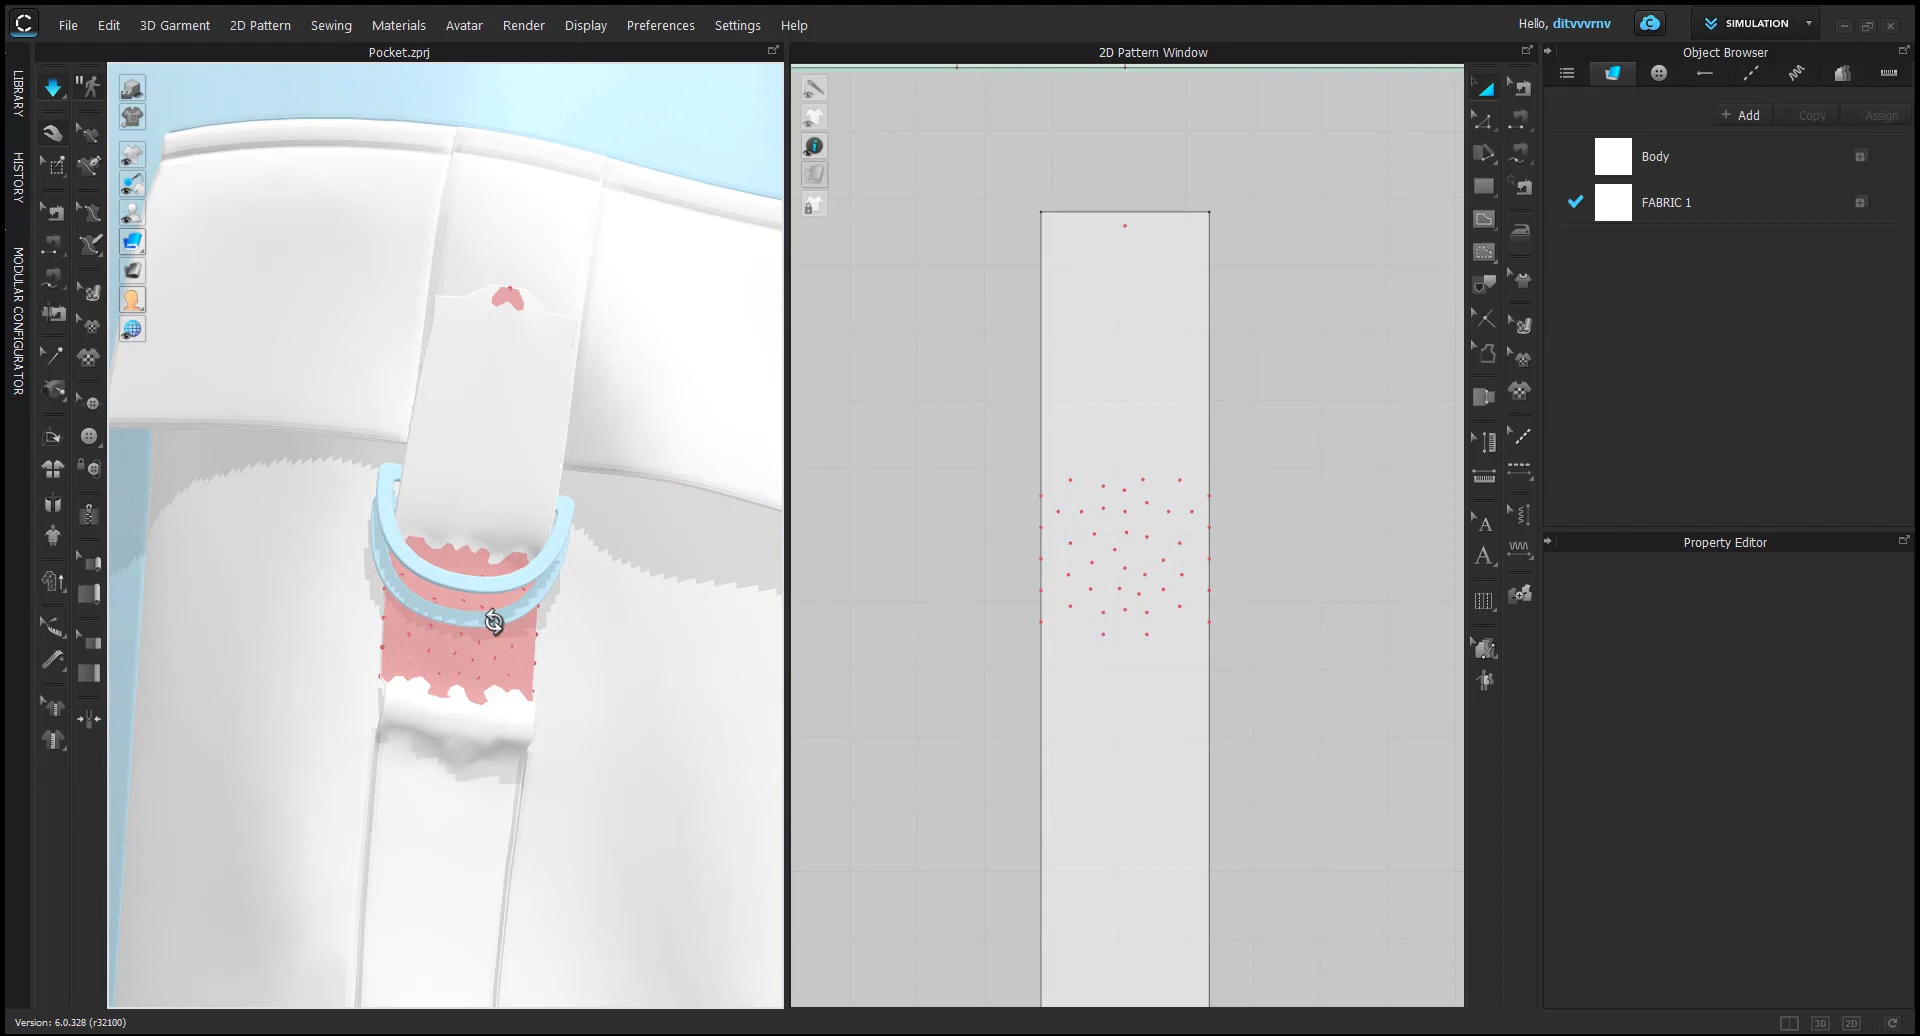 File Edit 3D Garment 2D Pattern Sewing Materials Avatar Render Display Preferences Settings Help
Hello, ditvvvrnv
SIMULATION
Pocket.zprj
2D Pattern Window
Object Browser
LIBRARY
HISTORY
MODULAR CONFIGURATOR
+ Add Copy Assign
Body
FABRIC 1
Property Editor
A
A
Version: 6.0.328 (r32100)
3D 2D